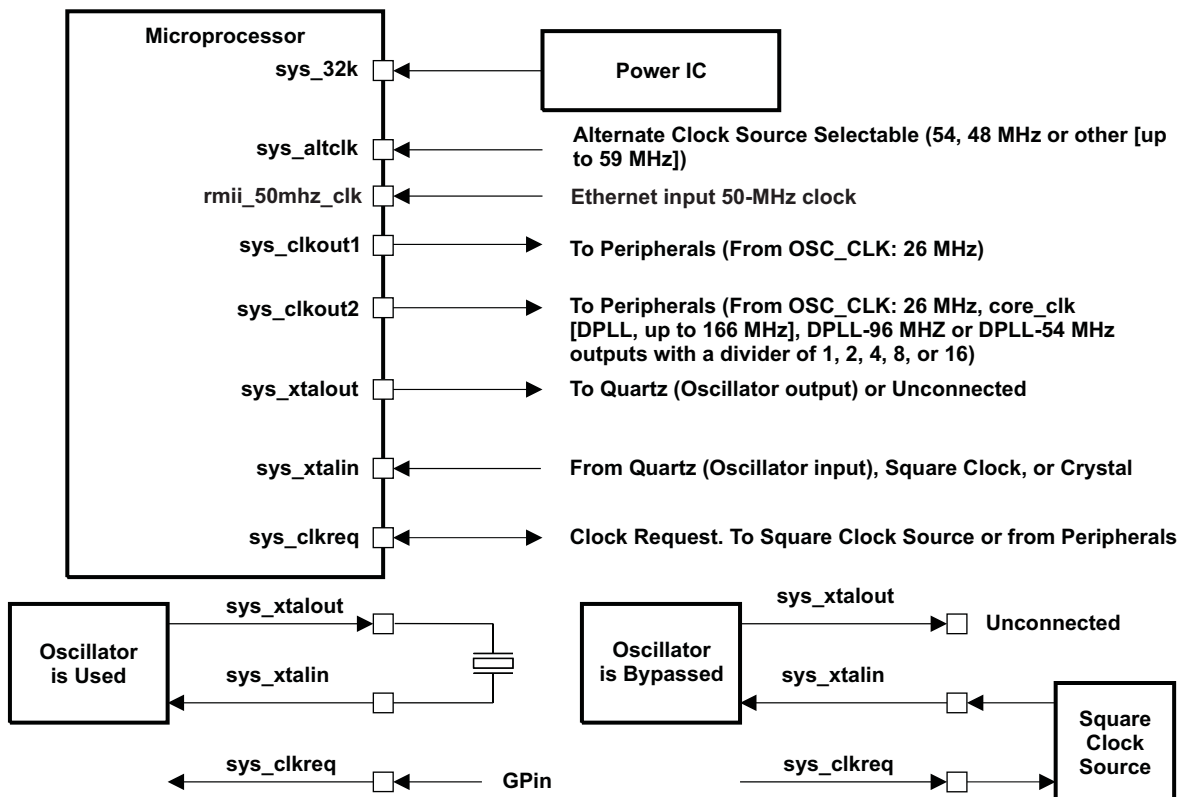 Microprocessor
sys_32k
Power IC
sys_altclk
Alternate Clock Source Selectable (54, 48 MHz or other [up
to 59 MHz])
rmii_50mhz_clk
Ethernet input 50-MHz clock
sys_clkout1
To Peripherals (From OSC_CLK: 26 MHz)
sys_clkout2
To Peripherals (From OSC_CLK: 26 MHz, core_clk
[DPLL, up to 166 MHz], DPLL-96 MHZ or DPLL-54 MHz
outputs with a divider of 1, 2, 4, 8, or 16)
sys_xtalout
To Quartz (Oscillator output) or Unconnected
sys_xtalin
From Quartz (Oscillator input), Square Clock, or Crystal
sys_clkreq
Clock Request. To Square Clock Source or from Peripherals
Oscillator
is Used
sys_xtalout
sys_xtalin
sys_clkreq
GPin
Oscillator
is Bypassed
sys_xtalout
Unconnected
sys_xtalin
sys_clkreq
Square
Clock
Source